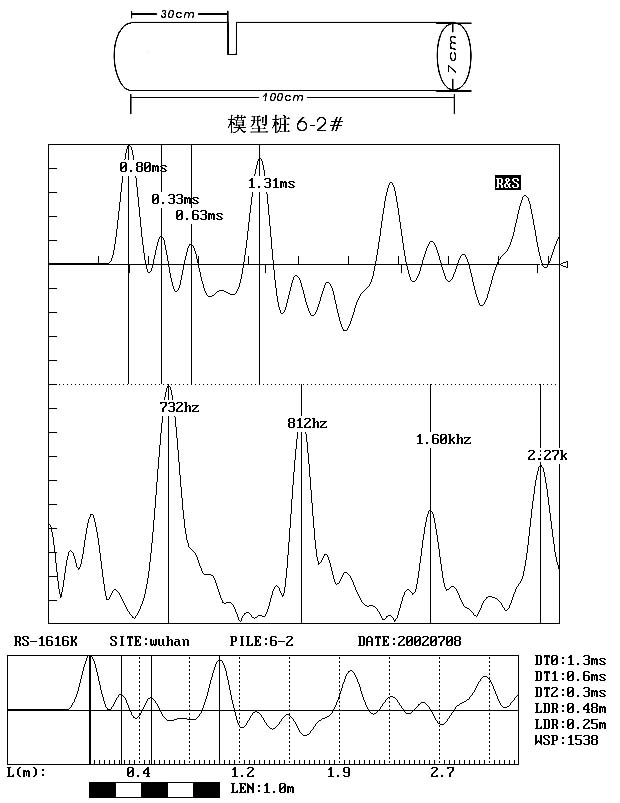 30cm
7cm
100cm
模型桩6-2#
0.80ms
R&S
1.31ms
0.33ms
0.63ms
732hz
812hz
1.60khz
2.27k
RS-1616K SITE:wuhan PILE:6-2 DATE:20020708
DT0:1.3ms
DT1:0.6ms
DT2:0.3ms
LDR:0.48m
LDR:0.25m
WSP:1538
L(m): 0.4 1.2 1.9 2.7
LEN:1.0m